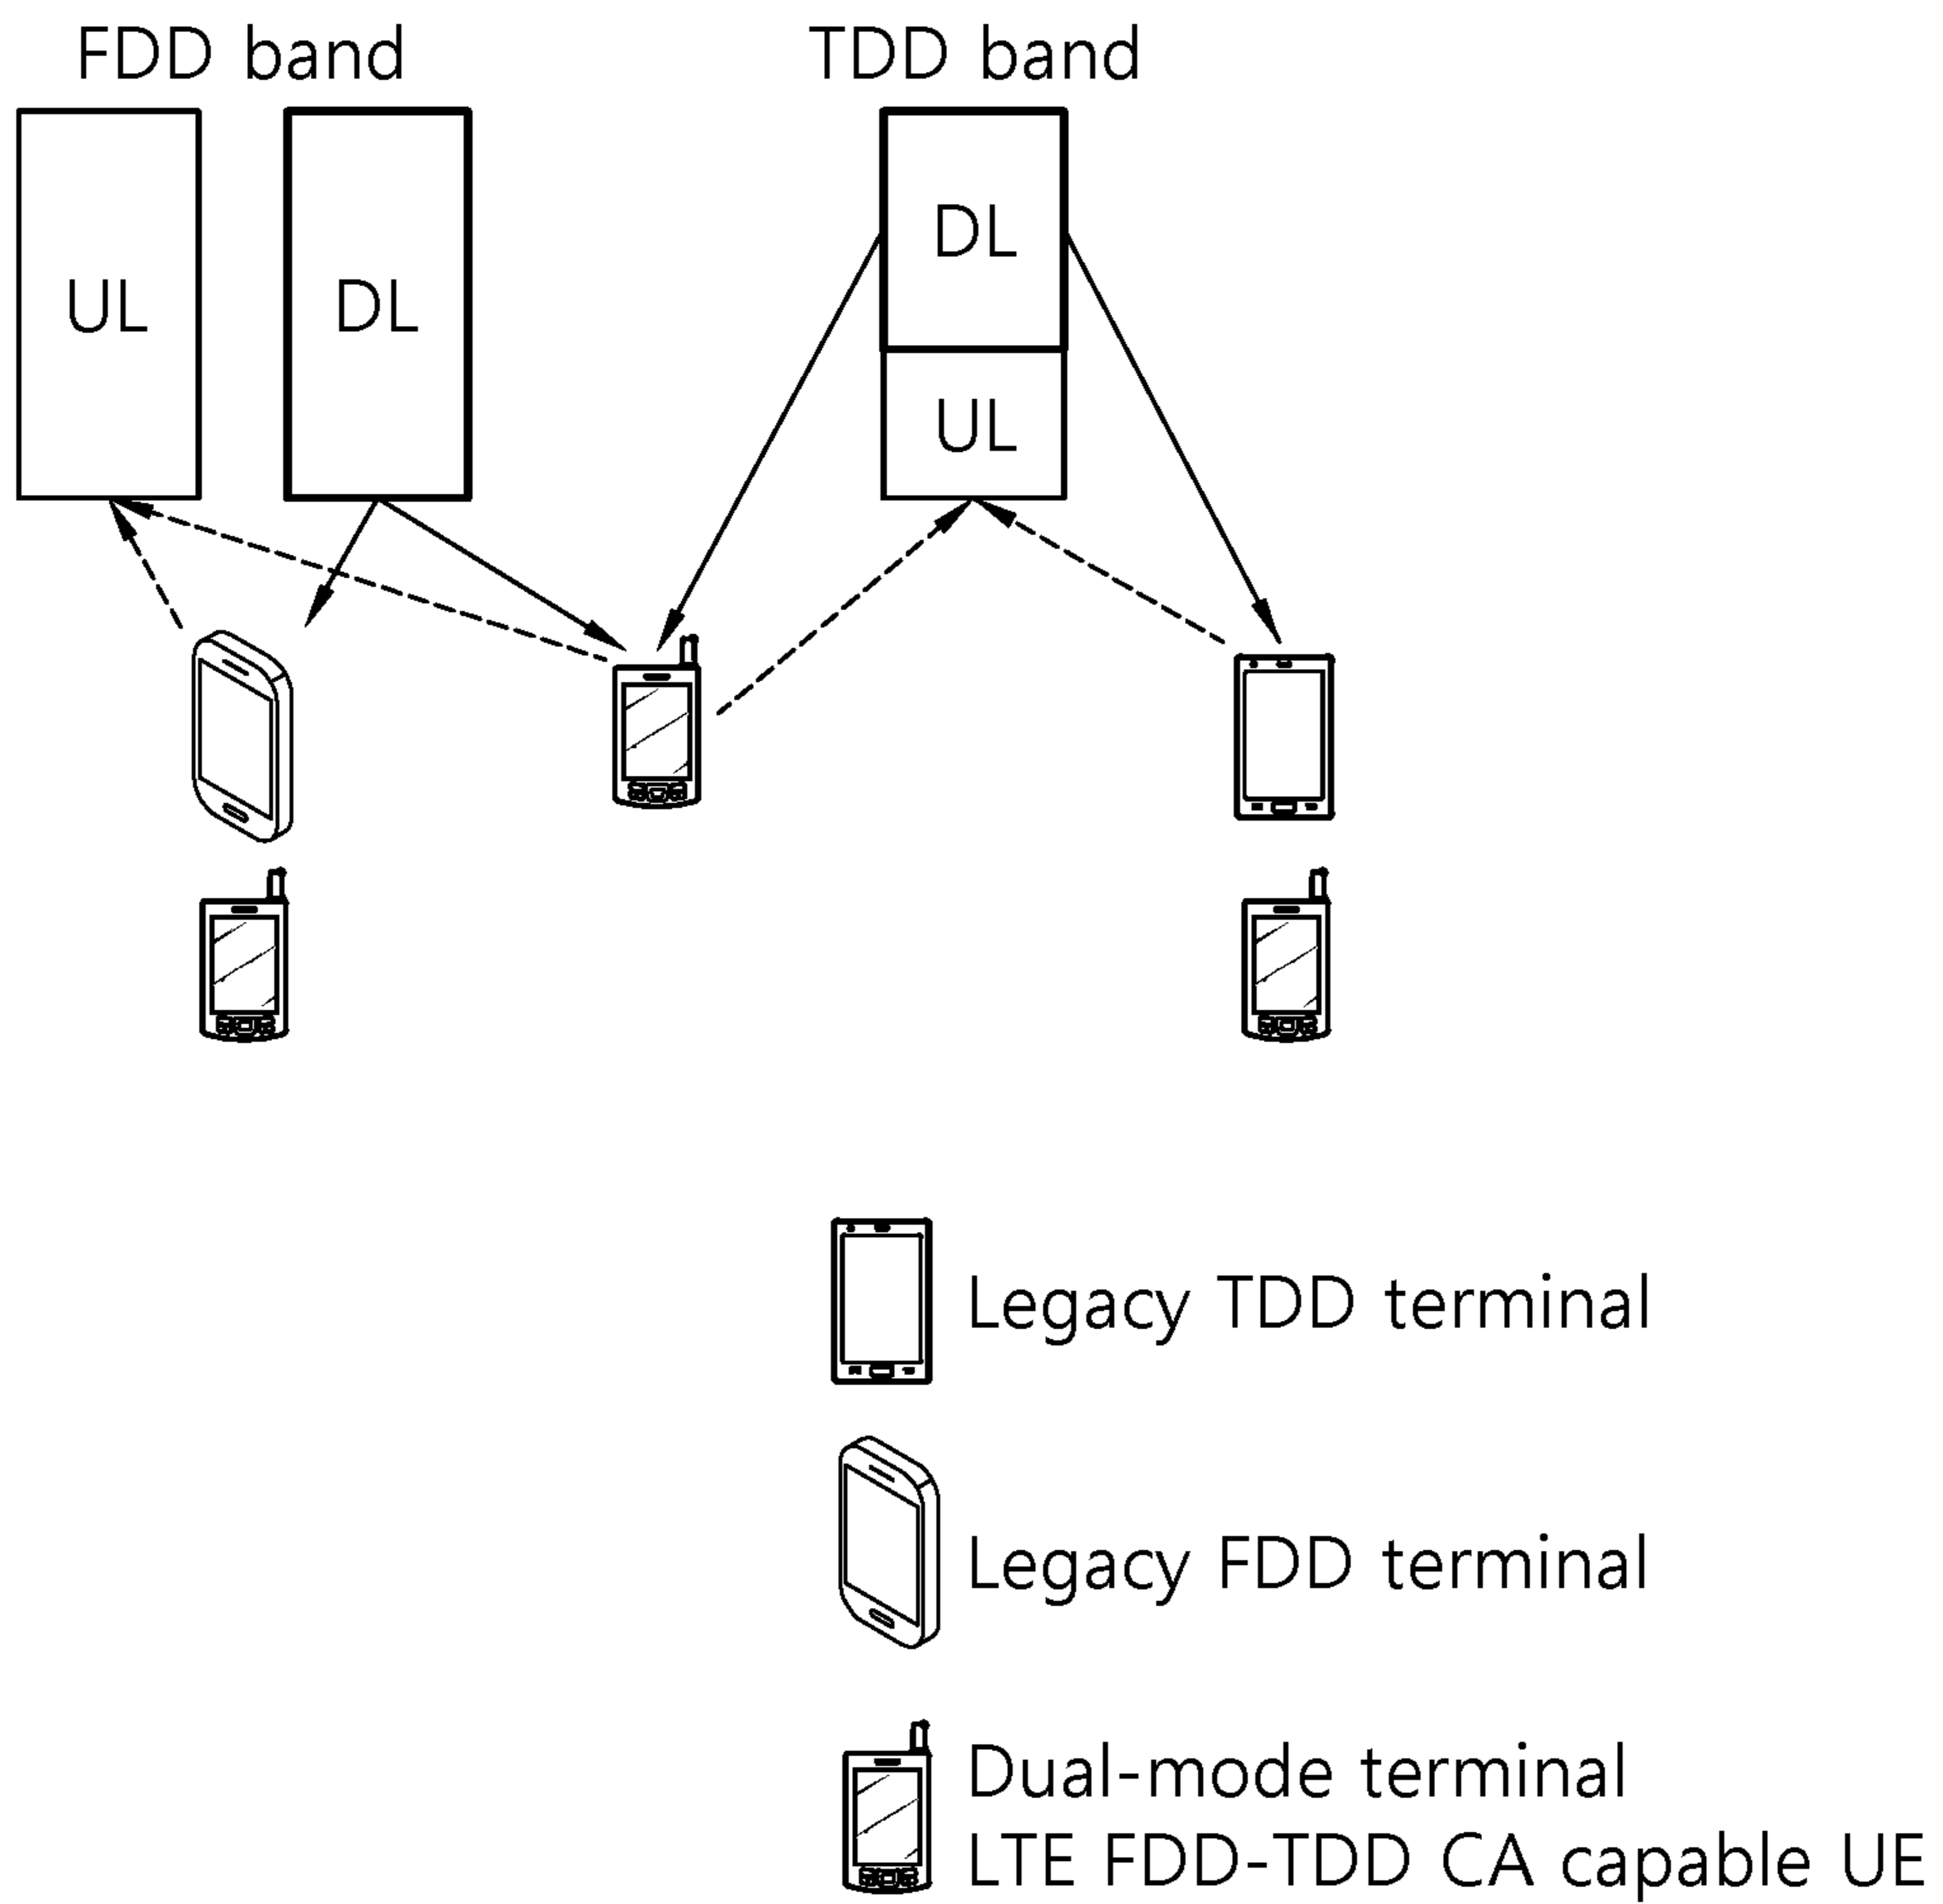 FDD band
TDD band
UL
DL
DL
UL
Legacy TDD terminal
Legacy FDD terminal
Dual-mode terminal
LTE FDD-TDD CA capable UE